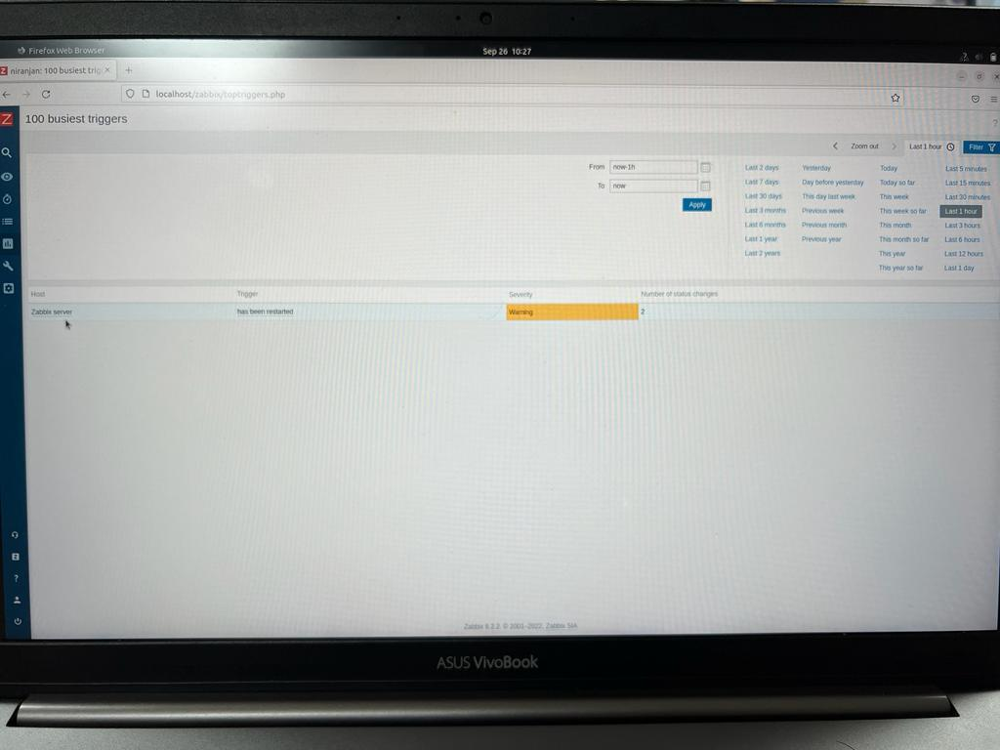 Firefox Web Browser
Sep 26 10:27
Z niranjan: 100 busiest trig
localhost/zabbix/toptriggers.php
Z 100 busiest triggers
?
Zoom out Last 1 hour Filter
From now-1h
To now
Apply
Last 2 days Yesterday Today Last 5 minutes
Last 7 days Day before yesterday Today so far Last 15 minutes
Last 30 days This day last week This week Last 30 minutes
Last 3 months Previous week This week so far Last 1 hour
Last 6 months Previous month This month Last 3 hours
Last 1 year Previous year This month so far Last 6 hours
Last 2 years This year Last 12 hours
This year so far Last 1 day
Host Trigger Severity Number of status changes
Zabbix server has been restarted Warning 2
Z
?
Zabbix 6.2.2. © 2001–2022, Zabbix SIA
ASUS VivoBook